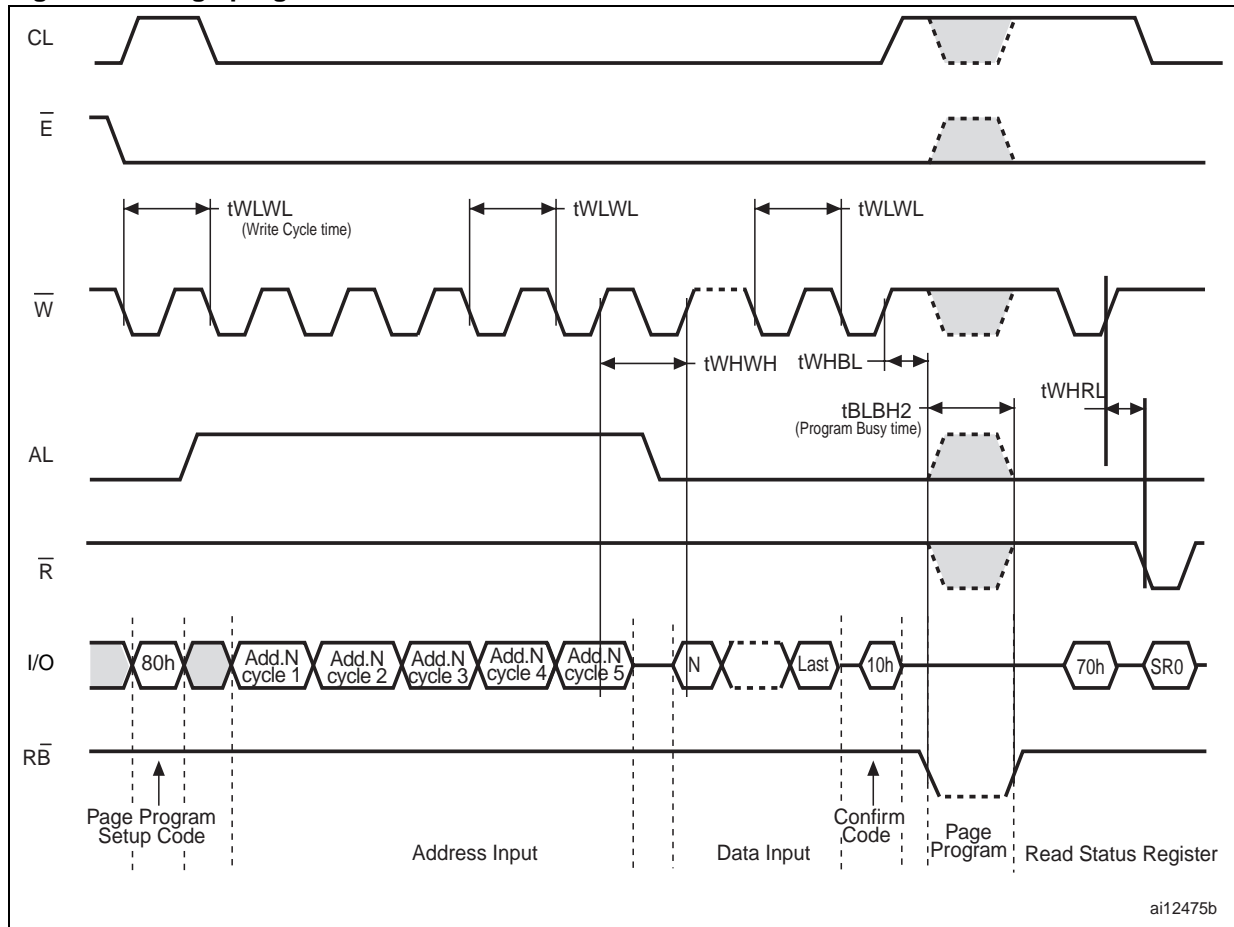 CL
E
tWLWL
(Write Cycle time)
tWLWL
tWLWL
W
tWHWH
tWHBL
tWHRL
tBLBH2
(Program Busy time)
AL
R
I/O
80h
Add.N
cycle 1
Add.N
cycle 2
Add.N
cycle 3
Add.N
cycle 4
Add.N
cycle 5
N
Last
10h
70h
SR0
RB
Page Program
Setup Code
Address Input
Data Input
Confirm
Code
Page
Program
Read Status Register
ai12475b